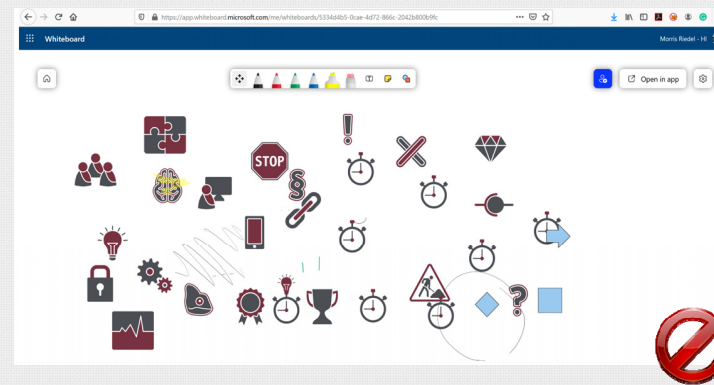 https://app.whiteboard.microsoft.com/me/whiteboards/5334d4b5-0cae-4d72-866c-2042b800b9fc
Whiteboard
Morris Riedel - HI
Open in app
STOP